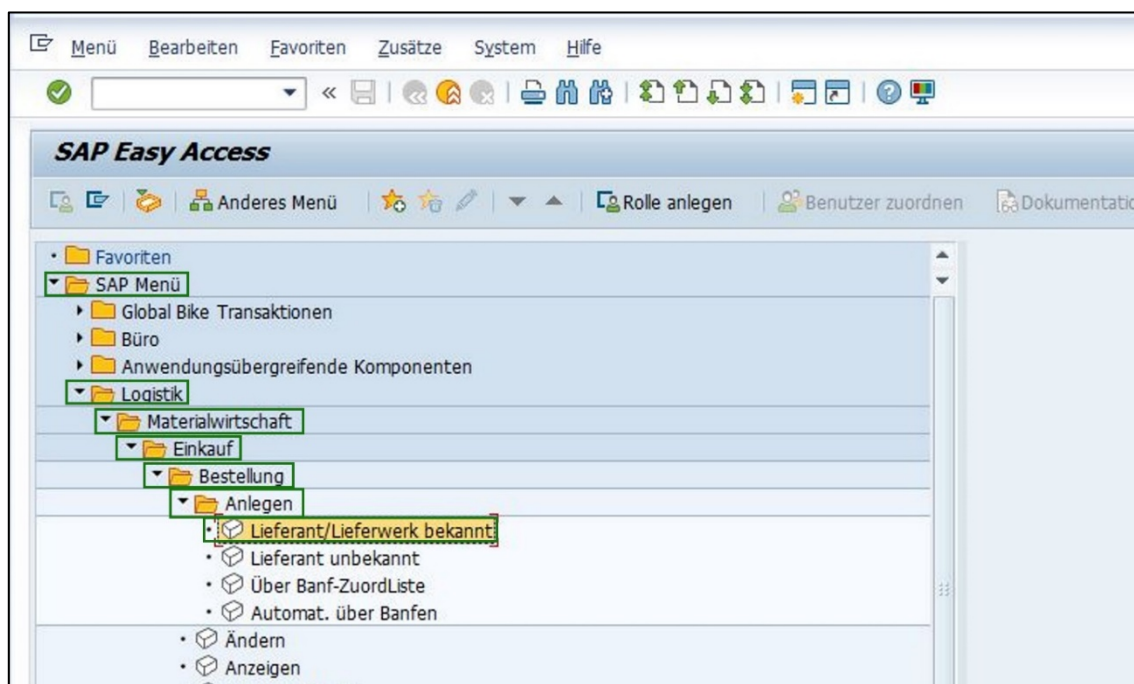 Menü Bearbeiten Favoriten Zusätze System Hilfe
SAP Easy Access
Anderes Menü Rolle anlegen Benutzer zuordnen Dokumentatio
Favoriten
SAP Menü
Global Bike Transaktionen
Büro
Anwendungsübergreifende Komponenten
Logistik
Materialwirtschaft
Einkauf
Bestellung
Anlegen
Lieferant/Lieferwerk bekannt
Lieferant unbekannt
Über Banf-ZuordListe
Automat. über Banfen
Ändern
Anzeigen